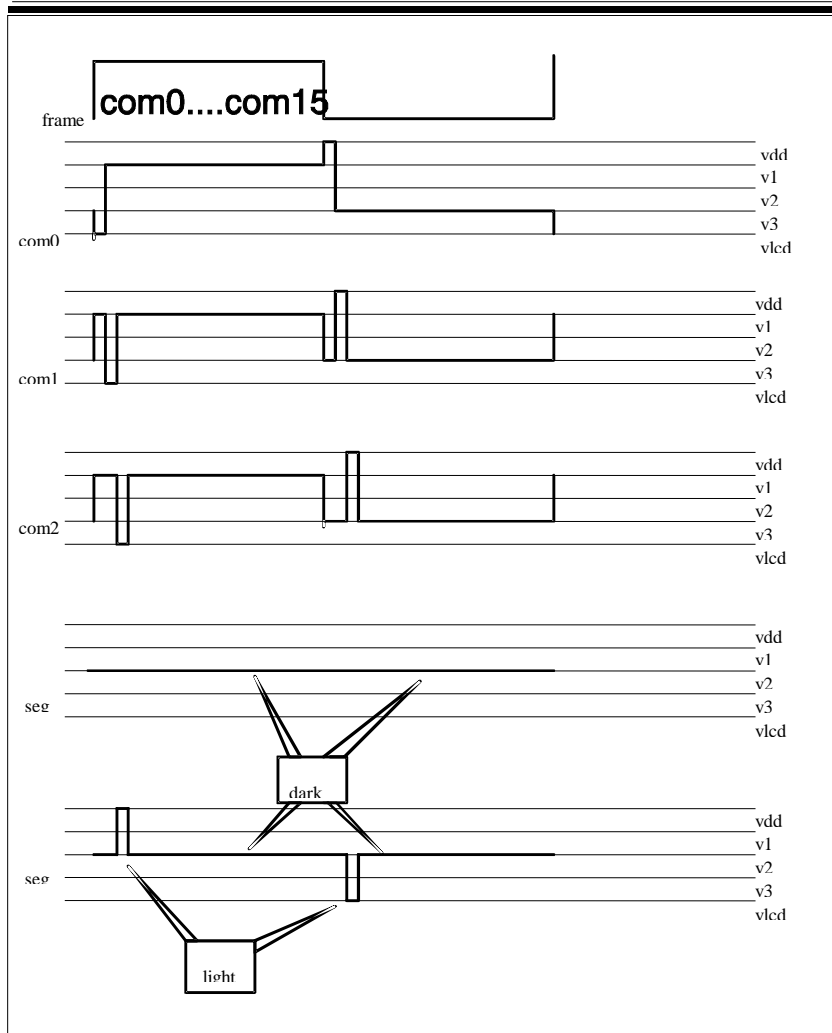 com0....com15
frame
vdd
v1
v2
v3
com0
vlcd
vdd
v1
v2
com1
v3
vlcd
vdd
v1
v2
com2
v3
vlcd
vdd
v1
v2
seg
v3
vlcd
dark
vdd
v1
v2
seg
v3
vlcd
light